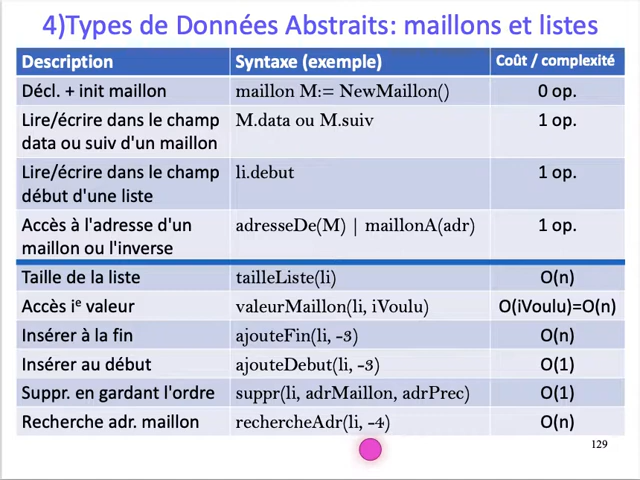 4)Types de Données Abstraits: maillons et listes
Description Syntaxe (exemple) Coût / complexité
Décl. + init maillon maillon M:= NewMaillon() 0 op.
Lire/écrire dans le champ M.data ou M.suiv 1 op.
data ou suiv d'un maillon
Lire/écrire dans le champ li.debut 1 op.
début d'une liste
Accès à l'adresse d'un adresseDe(M) | maillonA(adr) 1 op.
maillon ou l'inverse
Taille de la liste tailleListe(li) O(n)
Accès iᵉ valeur valeurMaillon(li, iVoulu) O(iVoulu)=O(n)
Insérer à la fin ajouteFin(li, -3) O(n)
Insérer au début ajouteDebut(li, -3) O(1)
Suppr. en gardant l'ordre suppr(li, adrMaillon, adrPrec) O(1)
Recherche adr. maillon rechercheAdr(li, -4) O(n)
129